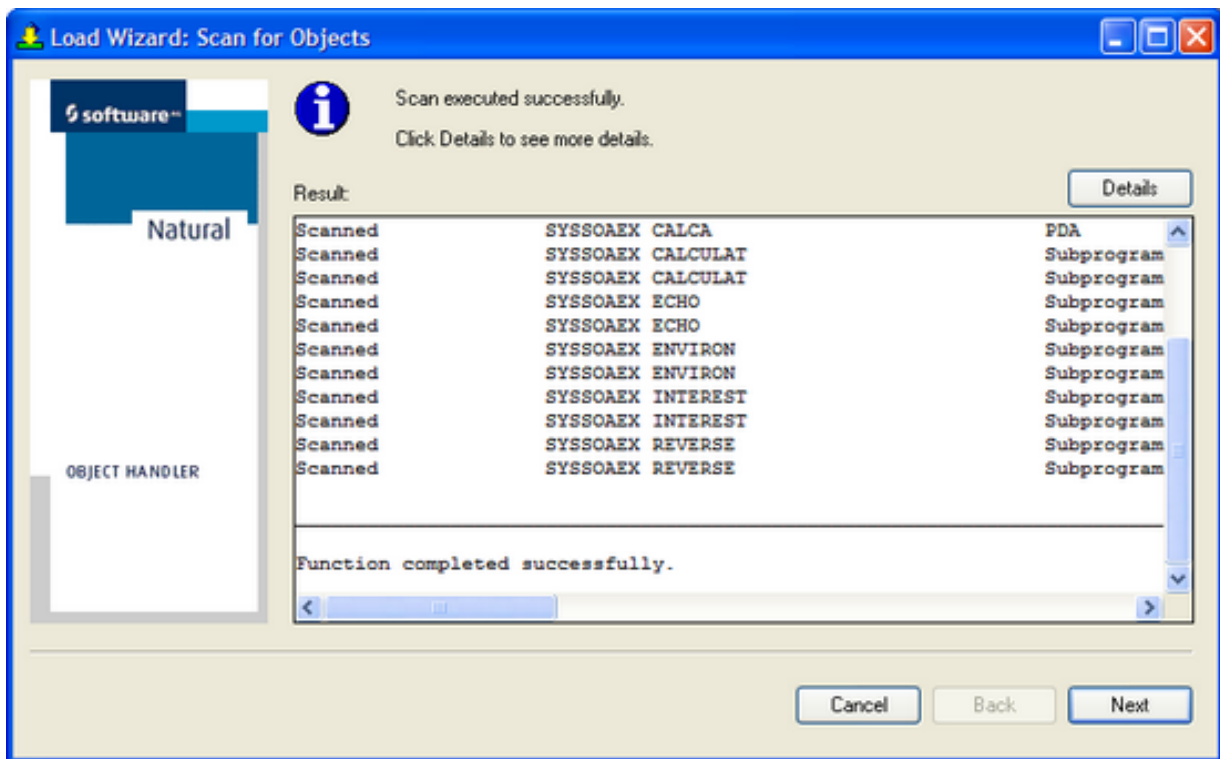 Load Wizard: Scan for Objects
software AG
Natural
OBJECT HANDLER
Scan executed successfully.
Click Details to see more details.
Result:
Details
Scanned SYSSOAEX CALCA PDA
Scanned SYSSOAEX CALCULAT Subprogram
Scanned SYSSOAEX CALCULAT Subprogram
Scanned SYSSOAEX ECHO Subprogram
Scanned SYSSOAEX ECHO Subprogram
Scanned SYSSOAEX ENVIRON Subprogram
Scanned SYSSOAEX ENVIRON Subprogram
Scanned SYSSOAEX INTEREST Subprogram
Scanned SYSSOAEX INTEREST Subprogram
Scanned SYSSOAEX REVERSE Subprogram
Scanned SYSSOAEX REVERSE Subprogram
Function completed successfully.
Cancel Back Next